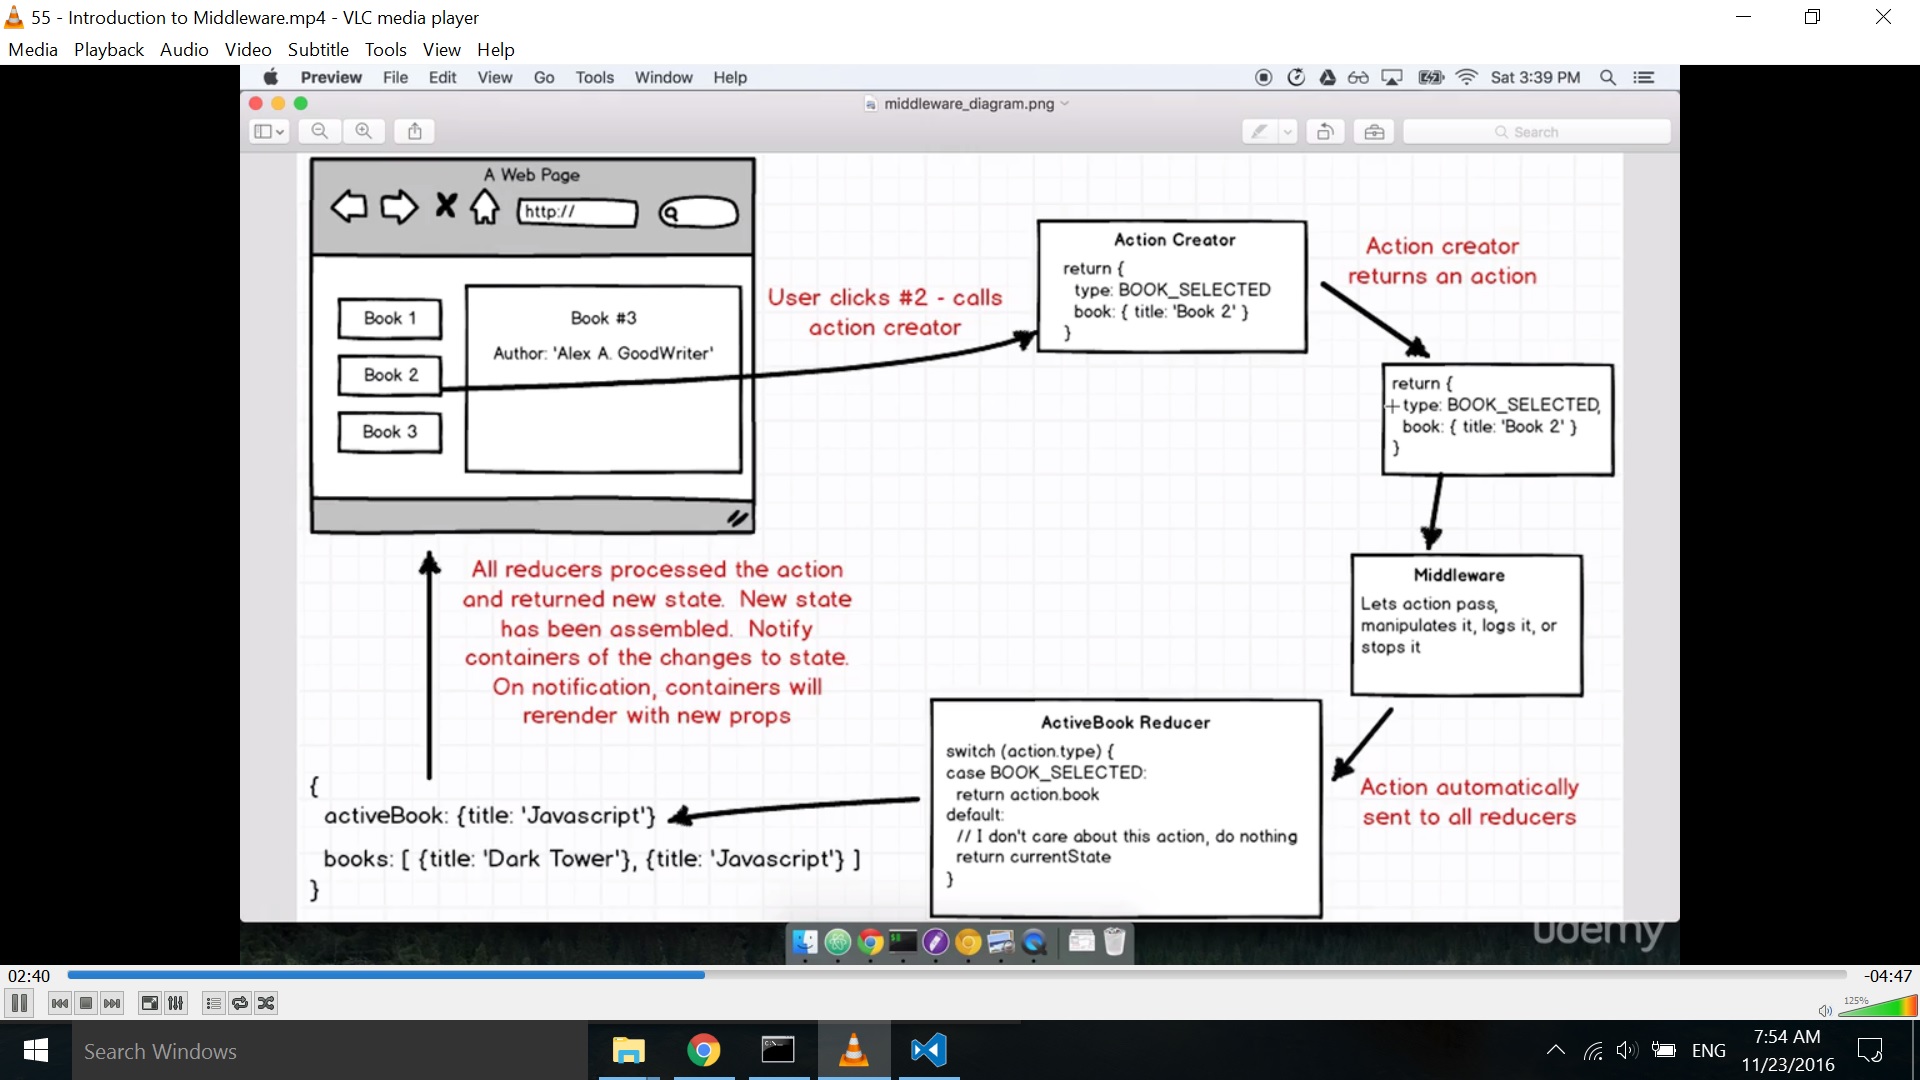 55 - Introduction to Middleware.mp4 - VLC media player
Media Playback Audio Video Subtitle Tools View Help
Preview File Edit View Go Tools Window Help
Sat 3:39 PM
middleware_diagram.png
Search
A Web Page
http://
Book 1
Book 2
Book 3
Book #3
Author: 'Alex A. GoodWriter'
User clicks #2 - calls
action creator
Action Creator
return {
type: BOOK_SELECTED
book: { title: 'Book 2' }
}
Action creator
returns an action
return {
type: BOOK_SELECTED,
book: { title: 'Book 2' }
}
Middleware
Lets action pass,
manipulates it, logs it, or
stops it
Action automatically
sent to all reducers
ActiveBook Reducer
switch (action.type) {
case BOOK_SELECTED:
return action.book
default:
// I don't care about this action, do nothing
return currentState
}
All reducers processed the action
and returned new state. New state
has been assembled. Notify
containers of the changes to state.
On notification, containers will
rerender with new props
{
activeBook: {title: 'Javascript'}
books: [ {title: 'Dark Tower'}, {title: 'Javascript'} ]
}
udemy
02:40
-04:47
125%
Search Windows
ENG
7:54 AM
11/23/2016